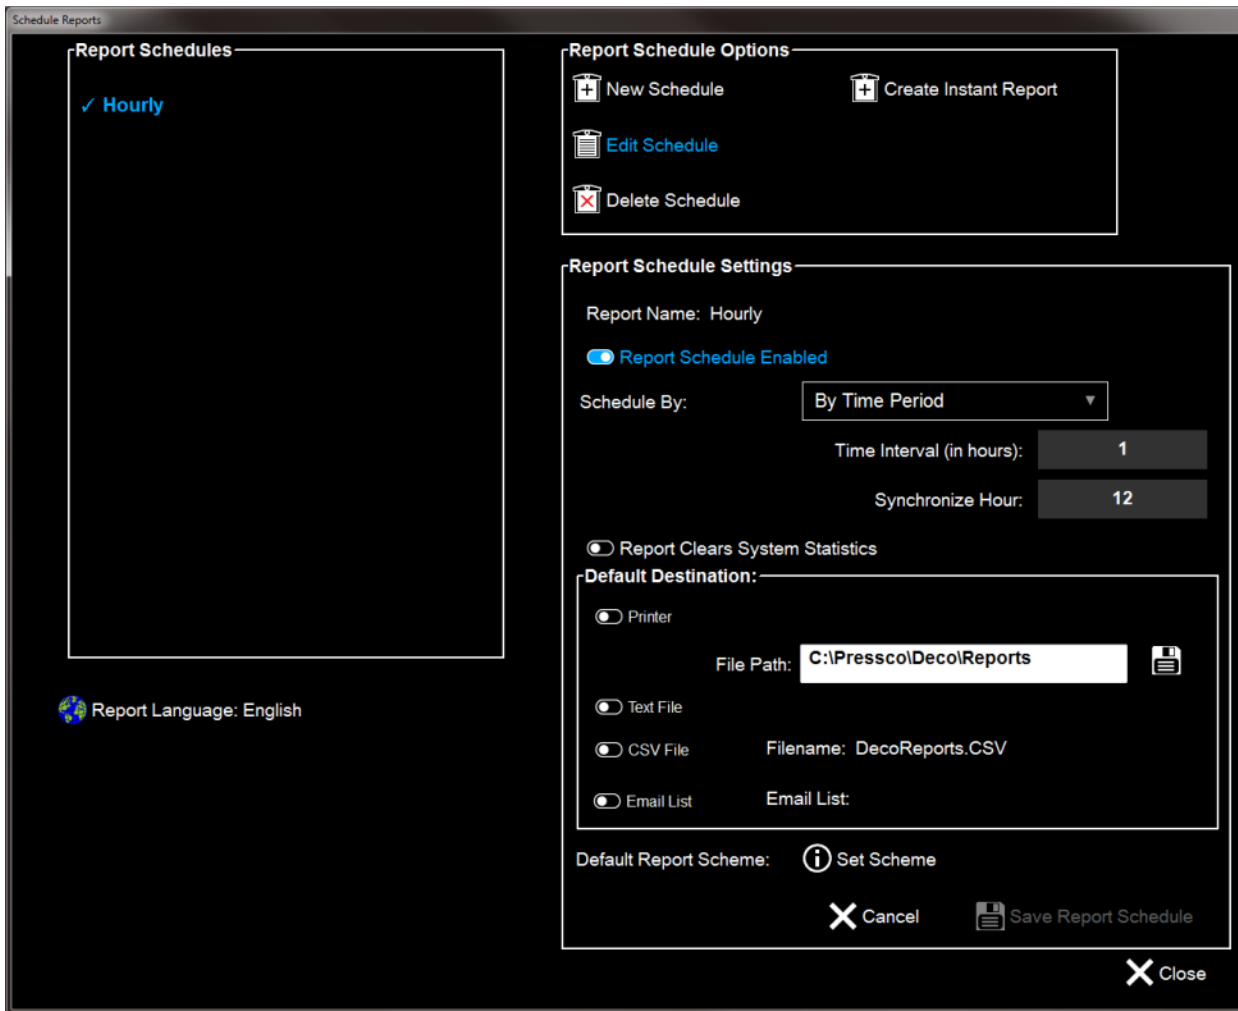 Schedule Reports
Report Schedules
✓ Hourly
Report Language: English
Report Schedule Options
New Schedule
Create Instant Report
Edit Schedule
Delete Schedule
Report Schedule Settings
Report Name: Hourly
Report Schedule Enabled
Schedule By: By Time Period
Time Interval (in hours): 1
Synchronize Hour: 12
Report Clears System Statistics
Default Destination:
Printer
File Path: C:\Pressco\Deco\Reports
Text File
CSV File Filename: DecoReports.CSV
Email List Email List:
Default Report Scheme: Set Scheme
Cancel Save Report Schedule
Close